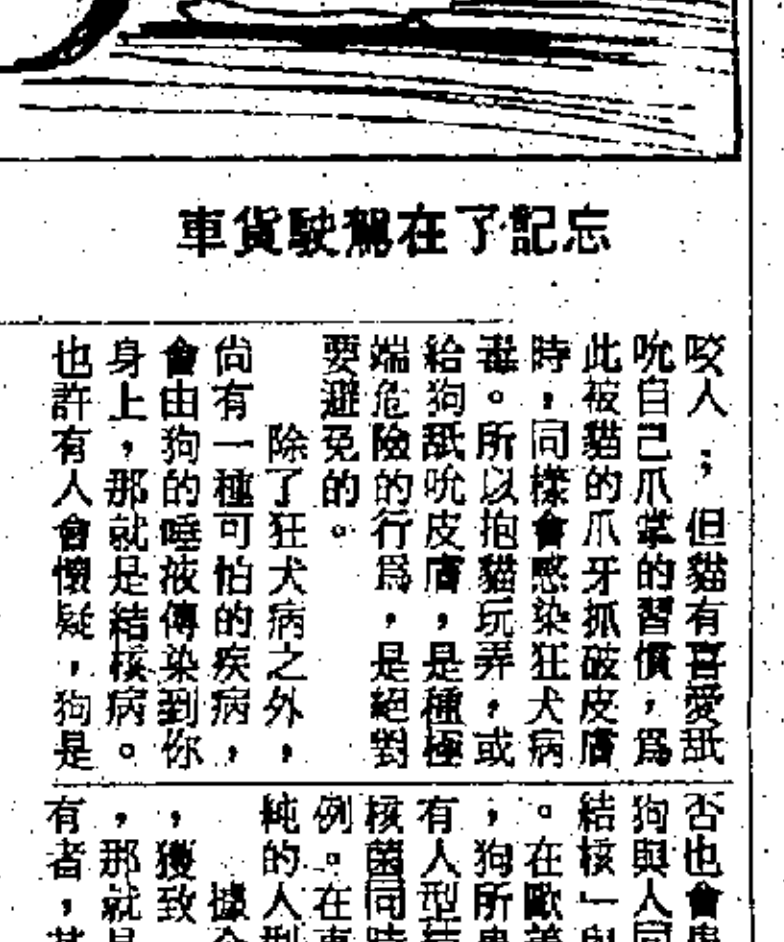 忘記了在駕駛貨車
咬人；但貓有喜愛舐
吮自己爪掌的習慣，爲
此被貓的爪牙抓破皮膚
時，同樣會感染狂犬病
毒。所以抱貓玩弄，或
給狗舐吮皮膚，是種極
端危險的行爲，是絕對
要避免的。
除了狂犬病之外，
尚有一種可怕的疾病，
會由狗的唾液傳染到你
身上，那就是結核病。
也許有人會懷疑，狗是
否也會患
狗與人同
結核」與
。在歐美
，狗所患
有人型結
核菌同時
例。在
純的人型
據
，獲致
，那就是
有者，其